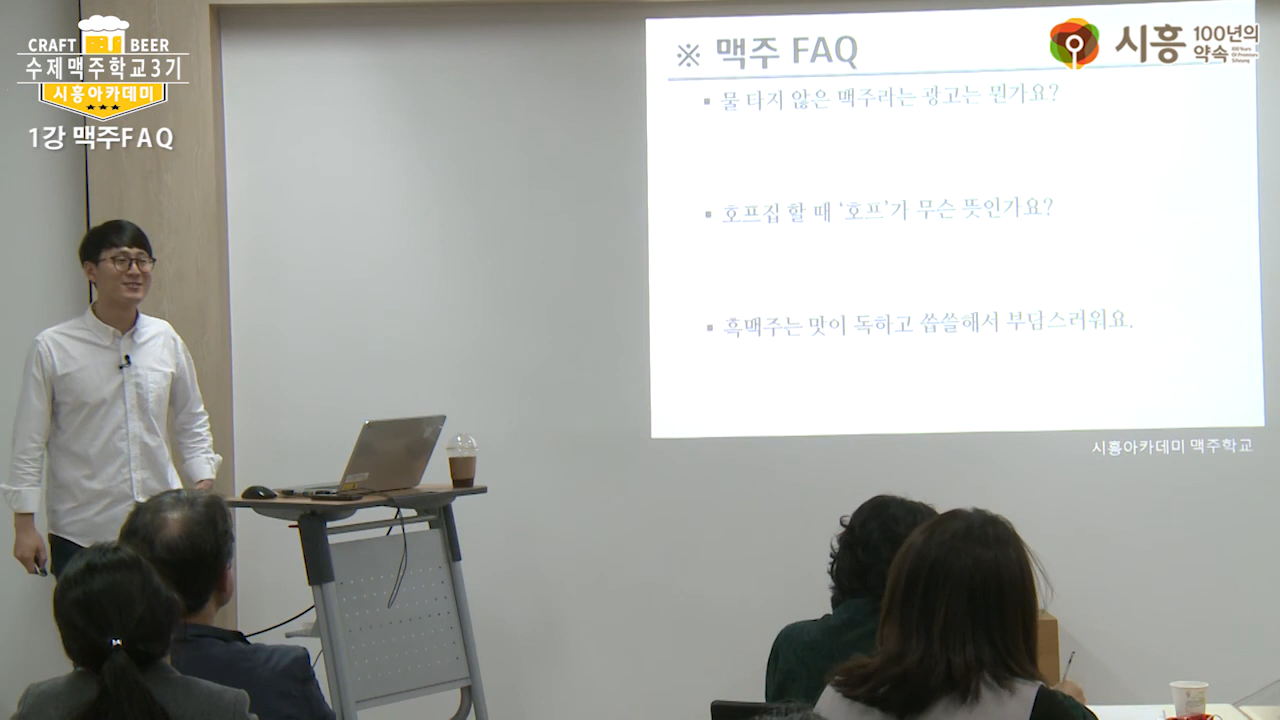 CRAFT BEER
수제맥주학교3기
시흥아카데미
1강 맥주FAQ
※ 맥주 FAQ
시흥 100년의 약속
▪ 물 타지 않은 맥주라는 광고는 뭔가요?
▪ 호프집 할 때 '호프'가 무슨 뜻인가요?
▪ 흑맥주는 맛이 독하고 씁쓸해서 부담스러워요.
시흥아카데미 맥주학교